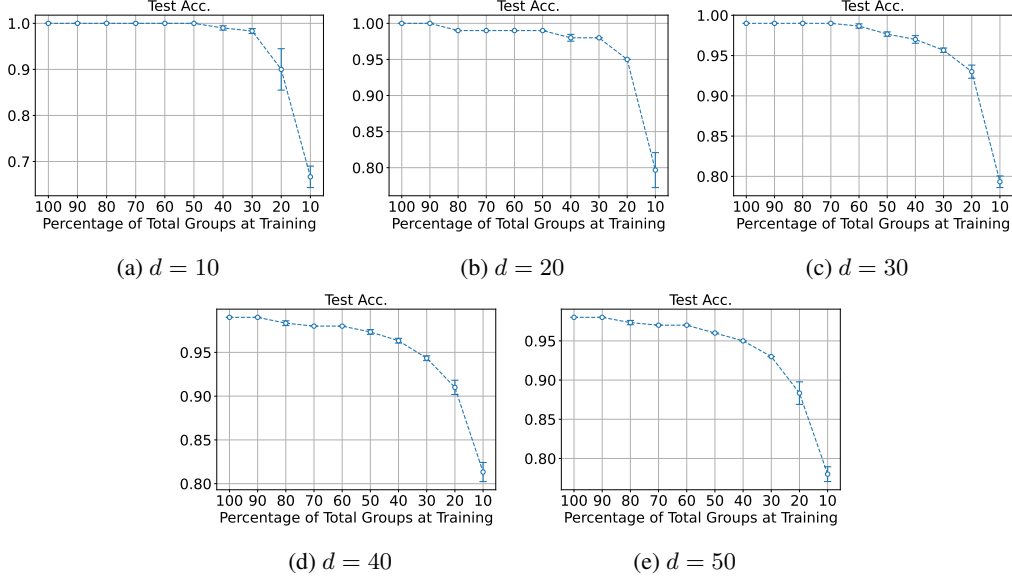 Test Acc.
1.0
0.9
0.8
0.7
100 90 80 70 60 50 40 30 20 10
Percentage of Total Groups at Training
(a) d = 10
Test Acc.
1.00
0.95
0.90
0.85
0.80
100 90 80 70 60 50 40 30 20 10
Percentage of Total Groups at Training
(b) d = 20
Test Acc.
1.00
0.95
0.90
0.85
0.80
100 90 80 70 60 50 40 30 20 10
Percentage of Total Groups at Training
(c) d = 30
Test Acc.
0.95
0.90
0.85
0.80
100 90 80 70 60 50 40 30 20 10
Percentage of Total Groups at Training
(d) d = 40
Test Acc.
0.95
0.90
0.85
0.80
100 90 80 70 60 50 40 30 20 10
Percentage of Total Groups at Training
(e) d = 50